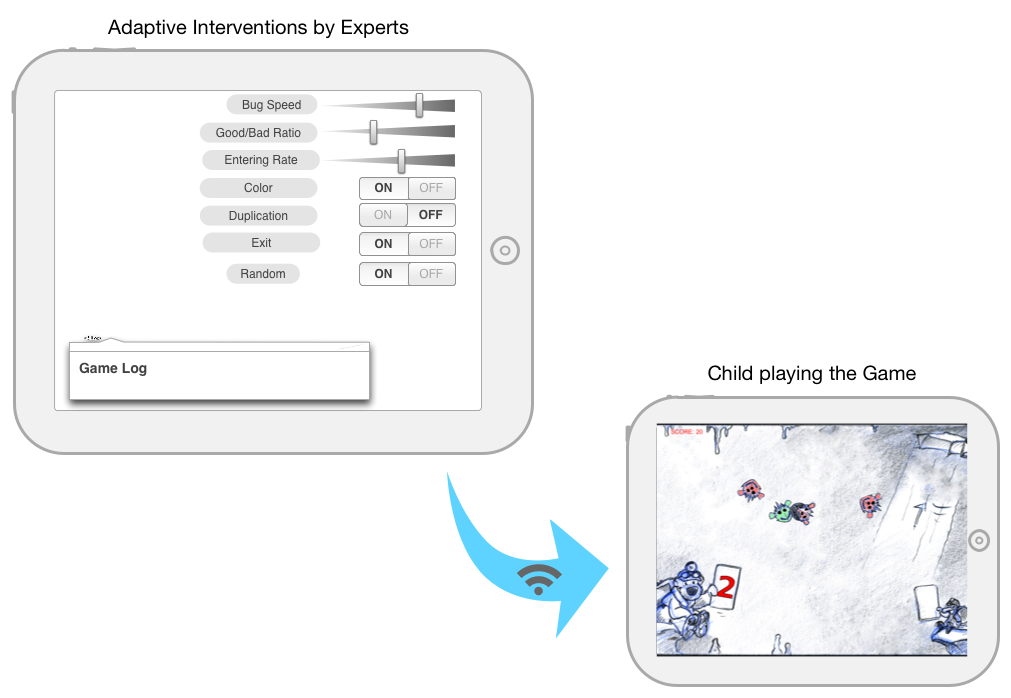 Adaptive Interventions by Experts
Bug Speed
Good/Bad Ratio
Entering Rate
Color
ON OFF
Duplication
ON OFF
Exit
ON OFF
Random
ON OFF
Game Log
Child playing the Game
SCORE: 20
2